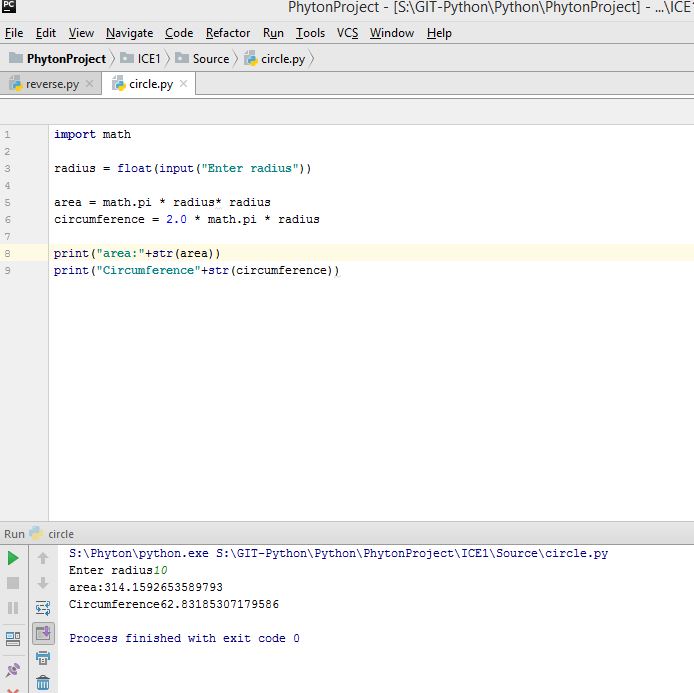 PC
PhytonProject - [S:\GIT-Python\Python\PhytonProject] - ...\ICE1
File Edit View Navigate Code Refactor Run Tools VCS Window Help
PhytonProject ICE1 Source circle.py
reverse.py circle.py
1 import math
2
3 radius = float(input("Enter radius"))
4
5 area = math.pi * radius* radius
6 circumference = 2.0 * math.pi * radius
7
8 print("area:"+str(area))
9 print("Circumference"+str(circumference))
Run circle
S:\Phyton\python.exe S:\GIT-Python\Python\PhytonProject\ICE1\Source\circle.py
Enter radius10
area:314.1592653589793
Circumference62.83185307179586
Process finished with exit code 0